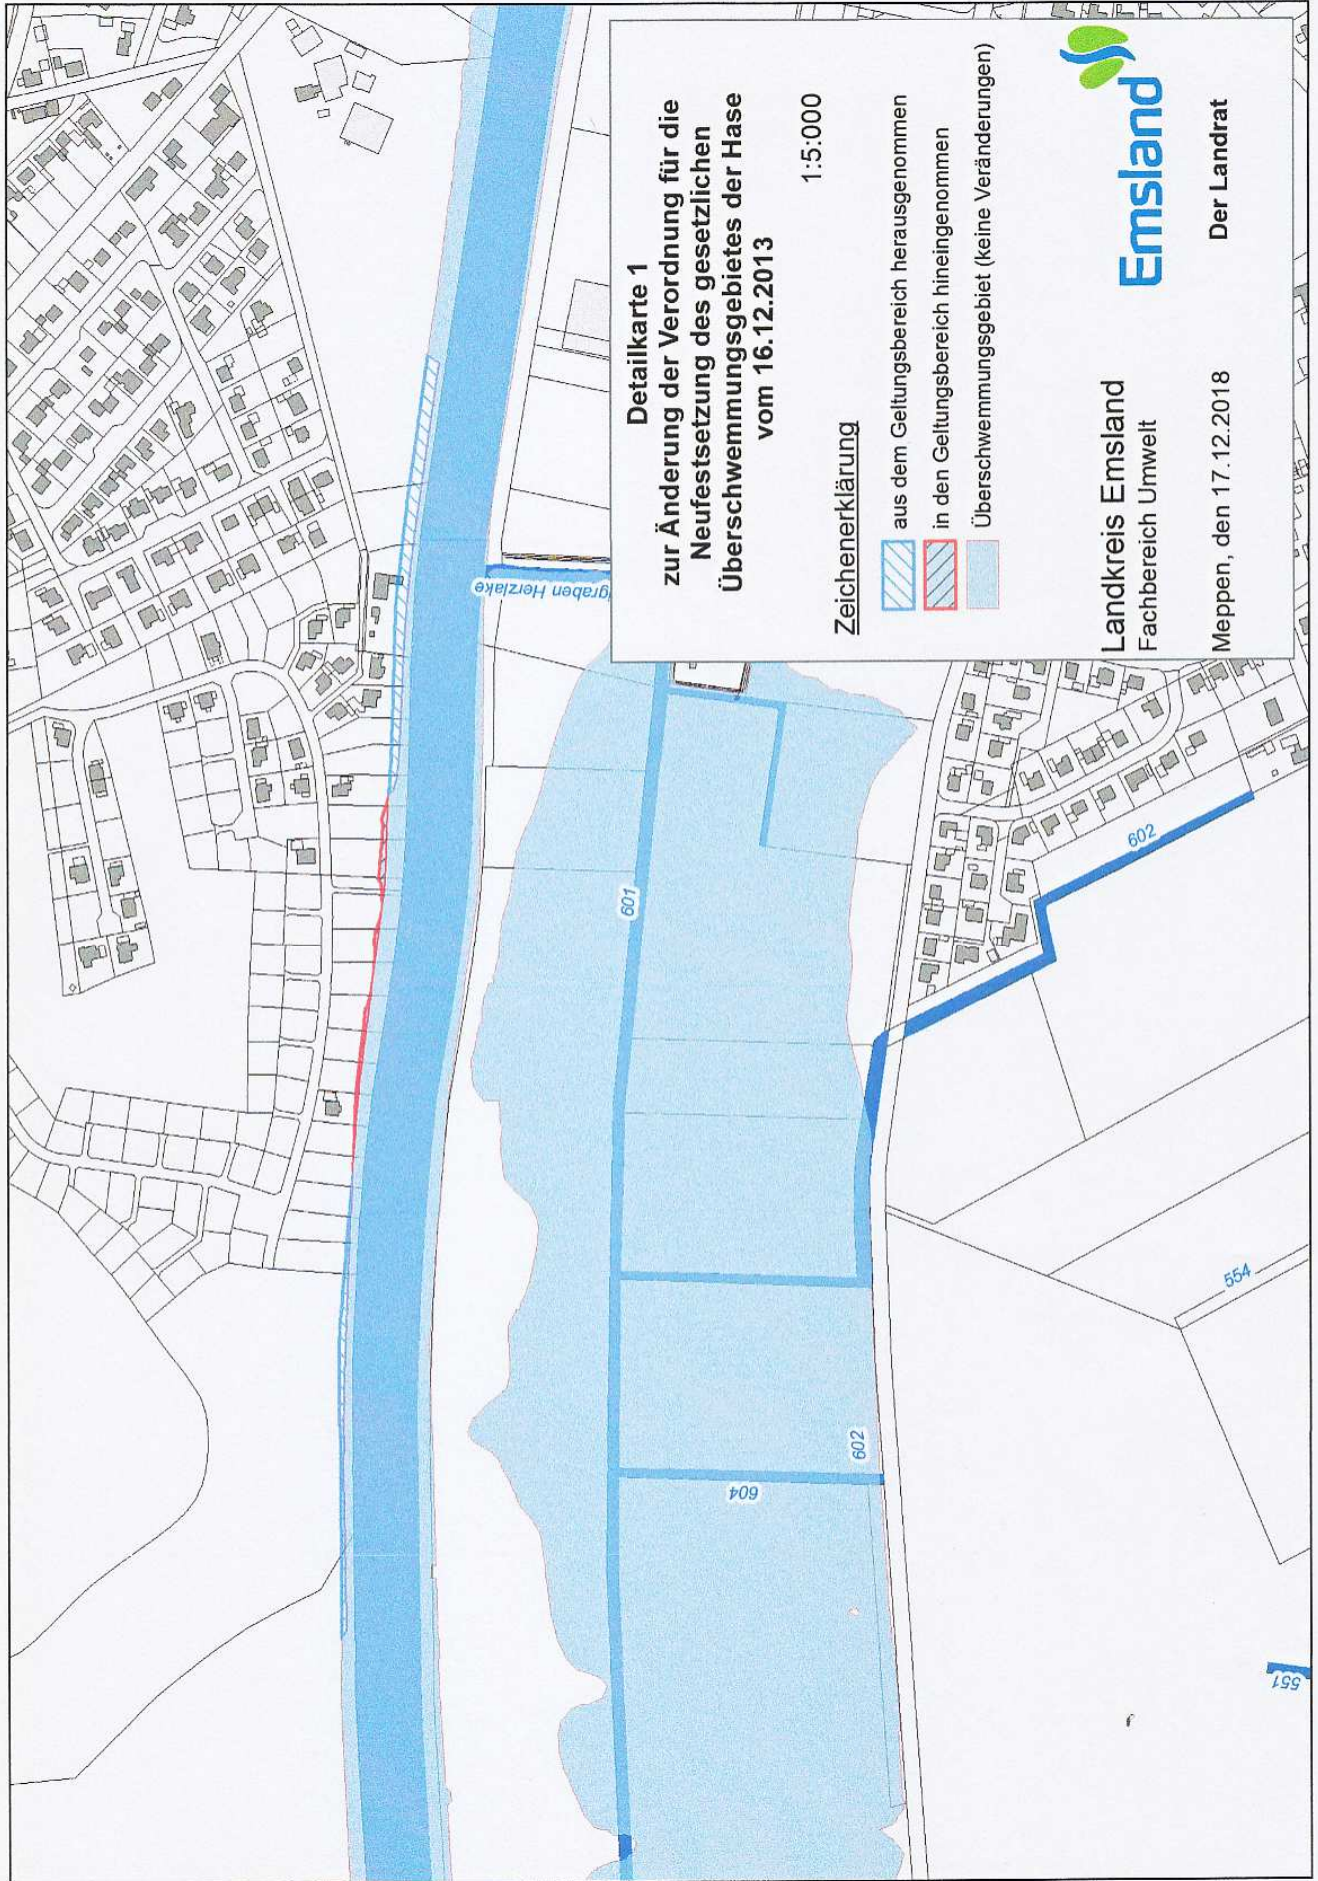 Detailkarte 1
zur Änderung der Verordnung für die
Neufestsetzung des gesetzlichen
Überschwemmungsgebietes der Hase
vom 16.12.2013
1:5:000
Zeichenerklärung
aus dem Geltungsbereich herausgenommen
in den Geltungsbereich hineingenommen
Überschwemmungsgebiet (keine Veränderungen)
Landkreis Emsland
Fachbereich Umwelt
Emsland
Meppen, den 17.12.2018
Der Landrat
lgraben Herzlake
601
602
602
604
554
551